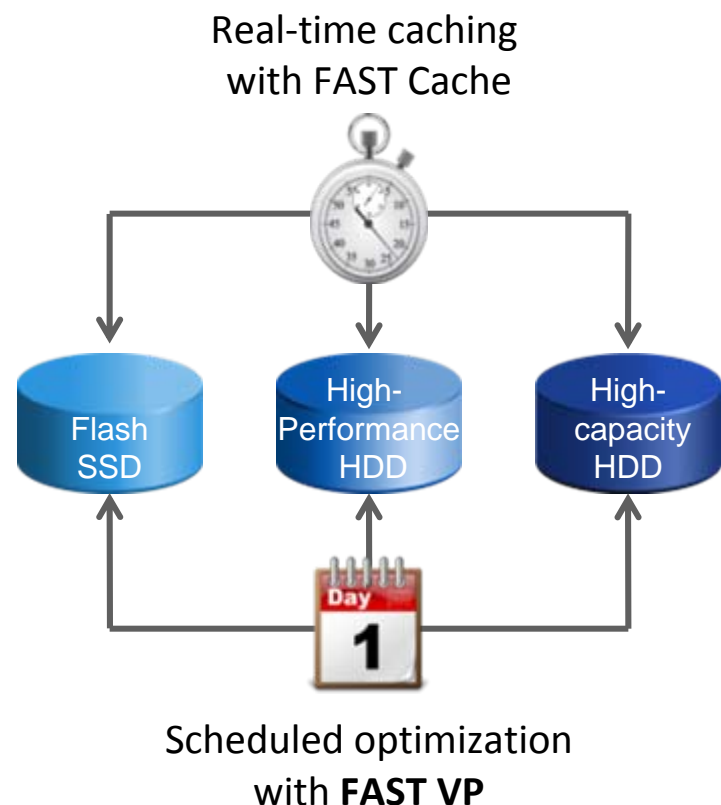 Real-time caching
with FAST Cache
Flash
SSD
High-
Performance
HDD
High-
capacity
HDD
Day
1
Scheduled optimization
with FAST VP